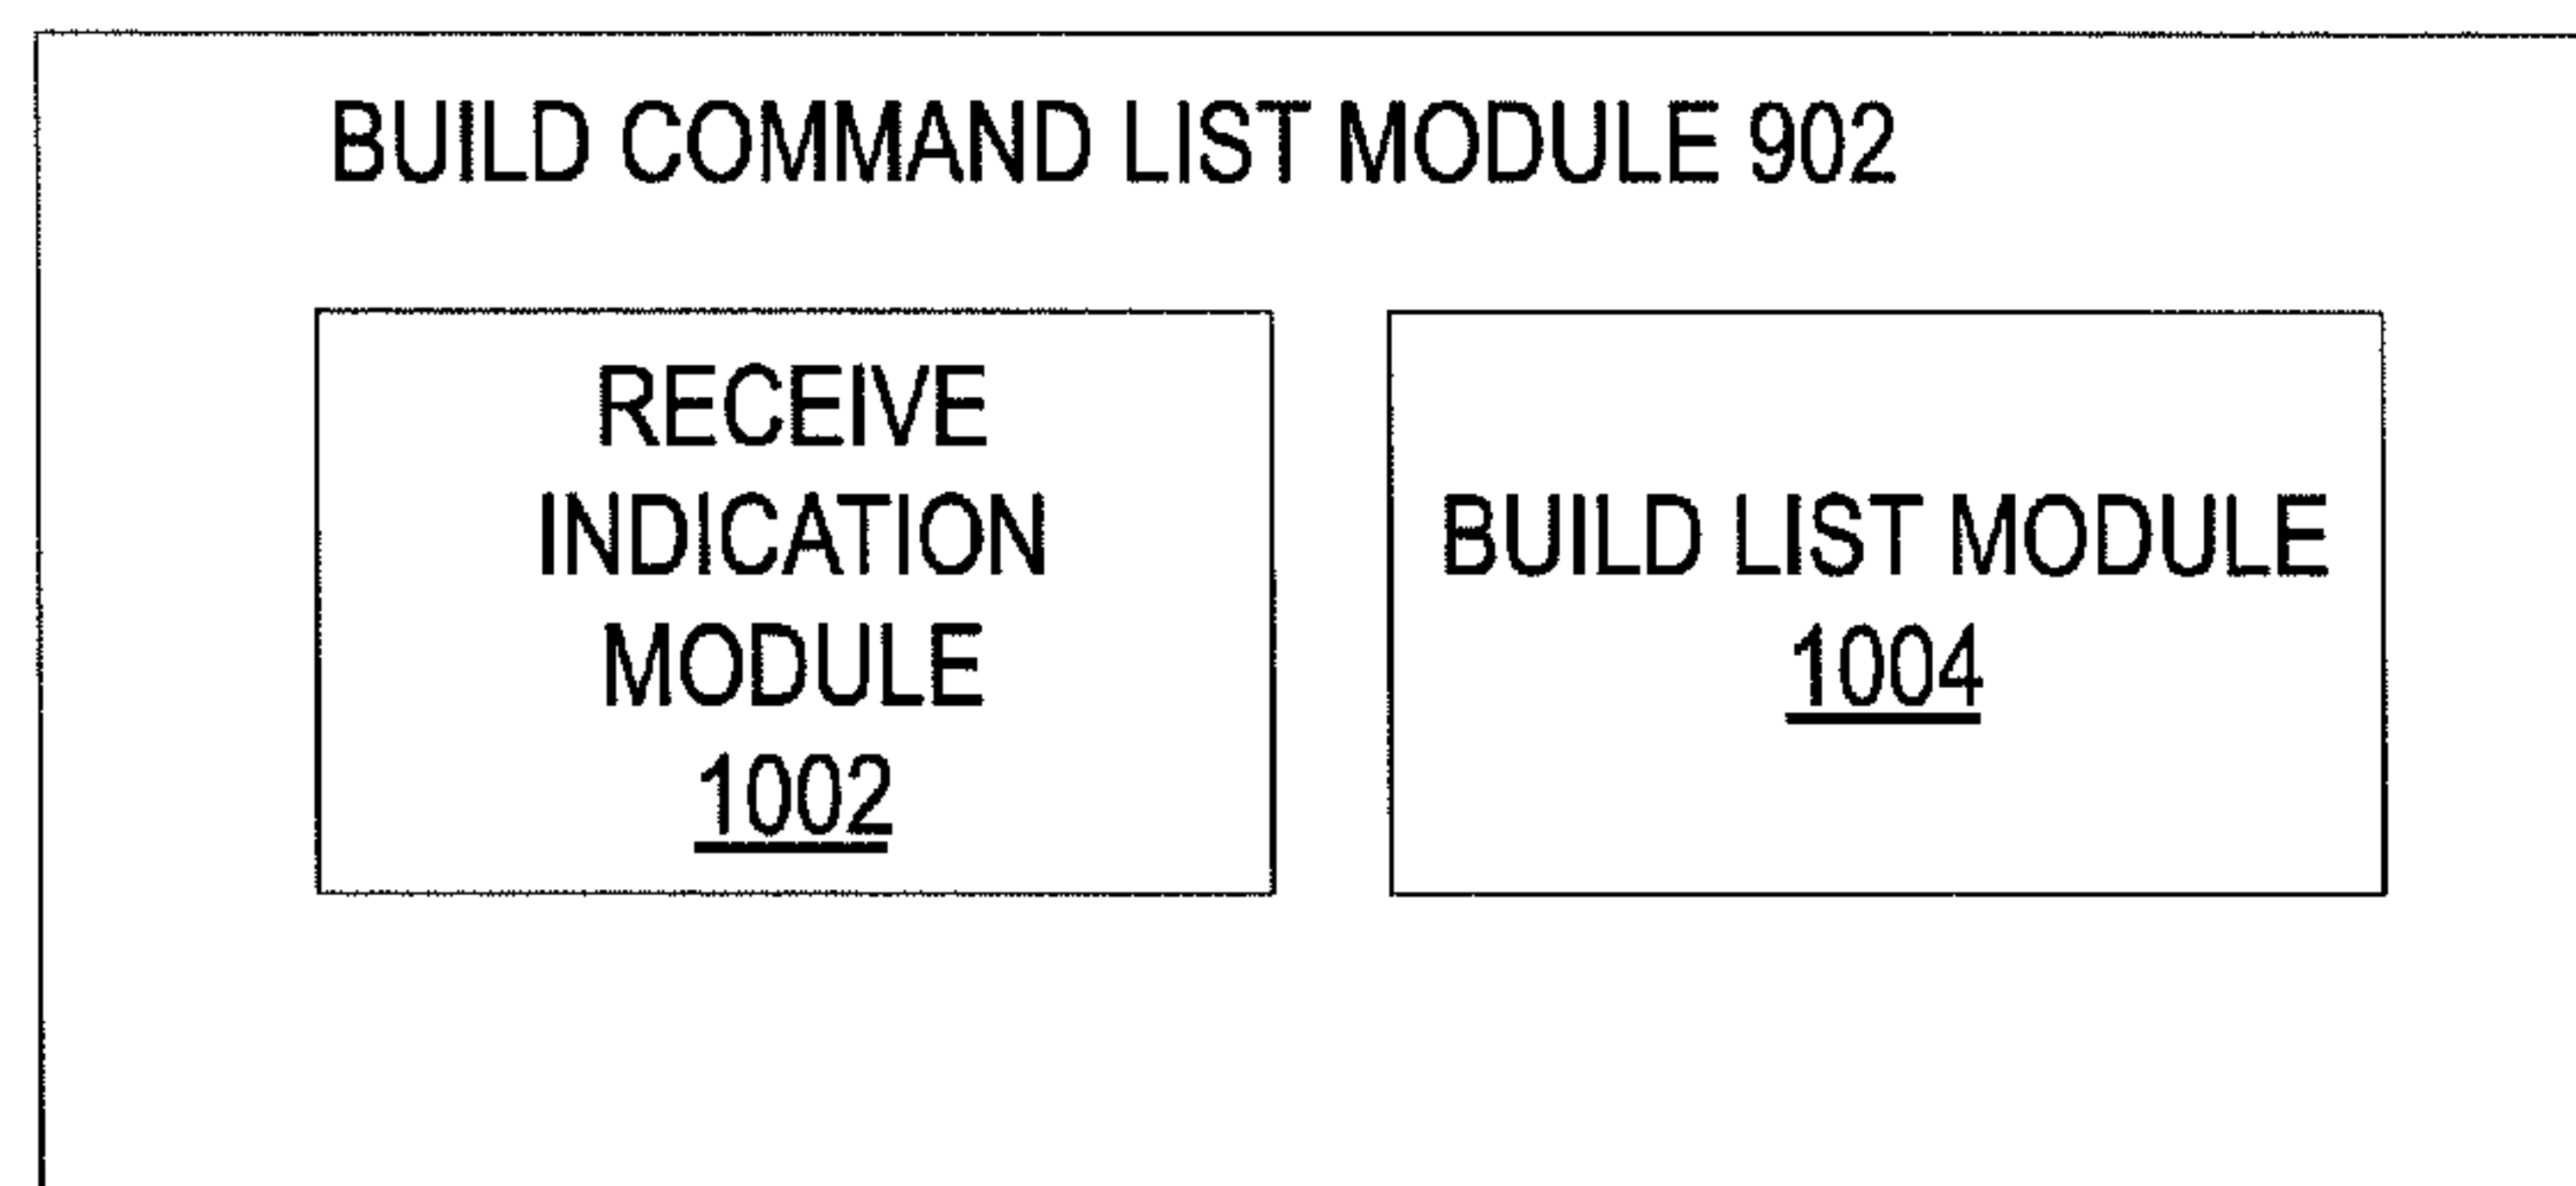 BUILD COMMAND LIST MODULE 902
RECEIVE
INDICATION
MODULE
1002
BUILD LIST MODULE
1004